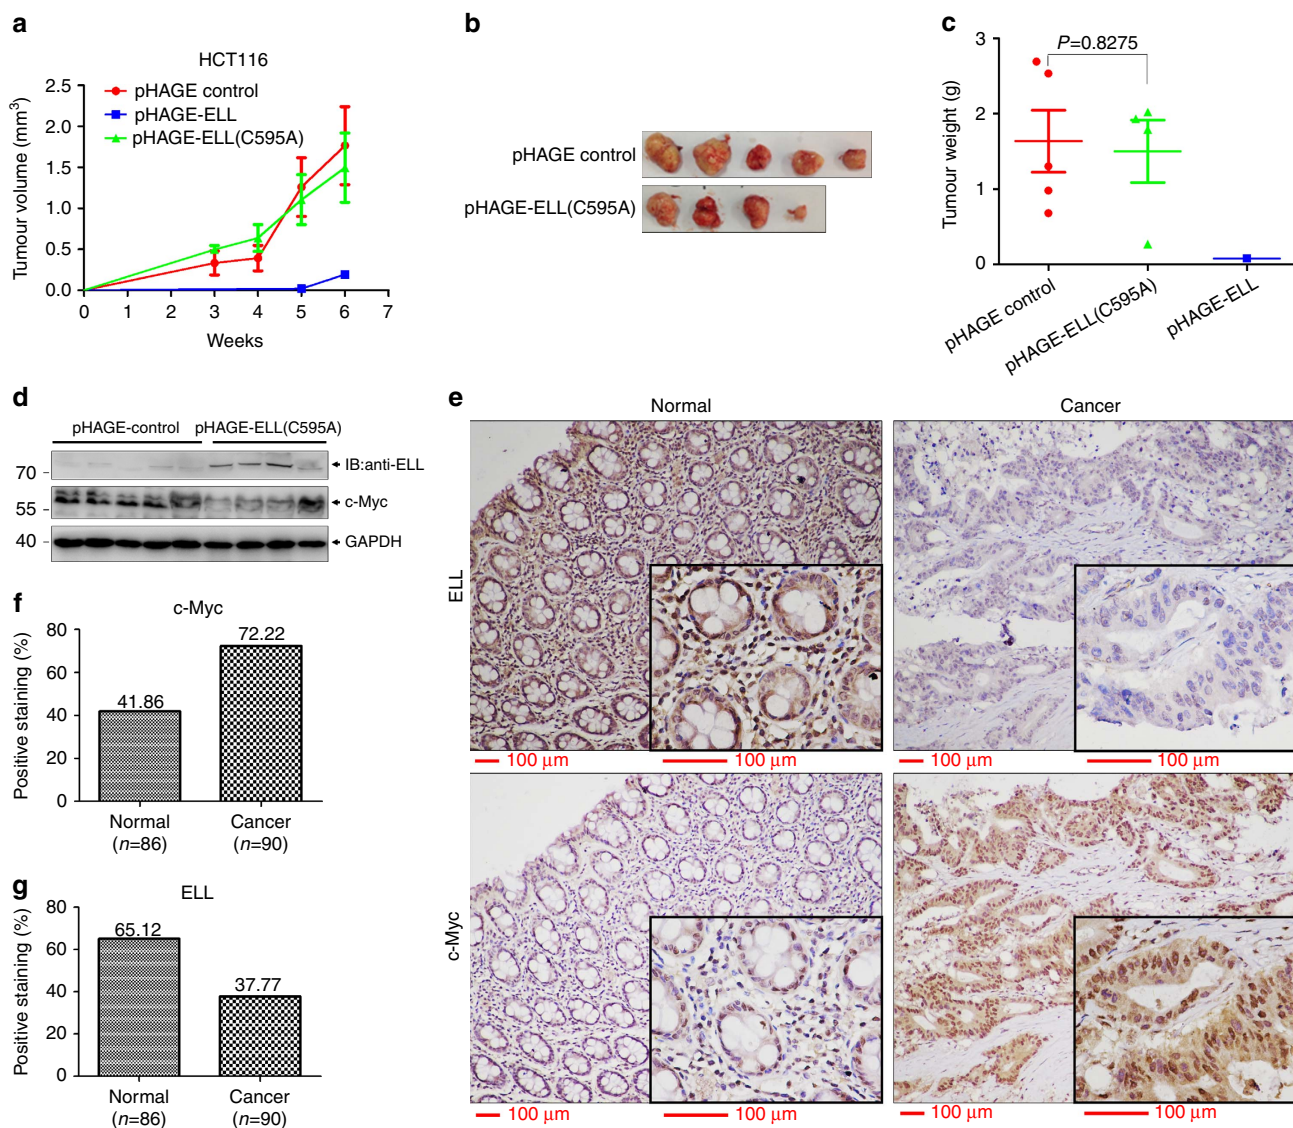 a
HCT116
Tumour volume (mm³)
2.5
2.0
1.5
1.0
0.5
0.0
pHAGE control
pHAGE-ELL
pHAGE-ELL(C595A)
0 1 2 3 4 5 6 7
Weeks
b
pHAGE control
pHAGE-ELL(C595A)
c
Tumour weight (g)
3
2
1
0
P=0.8275
pHAGE control
pHAGE-ELL(C595A)
pHAGE-ELL
d
pHAGE-control pHAGE-ELL(C595A)
70
IB:anti-ELL
55
c-Myc
40
GAPDH
e
Normal Cancer
ELL
100 µm 100 µm 100 µm 100 µm
c-Myc
100 µm 100 µm 100 µm 100 µm
f
c-Myc
Positive staining (%)
80
60
40
20
0
41.86
72.22
Normal Cancer
(n=86) (n=90)
g
ELL
Positive staining (%)
80
60
40
20
0
65.12
37.77
Normal Cancer
(n=86) (n=90)